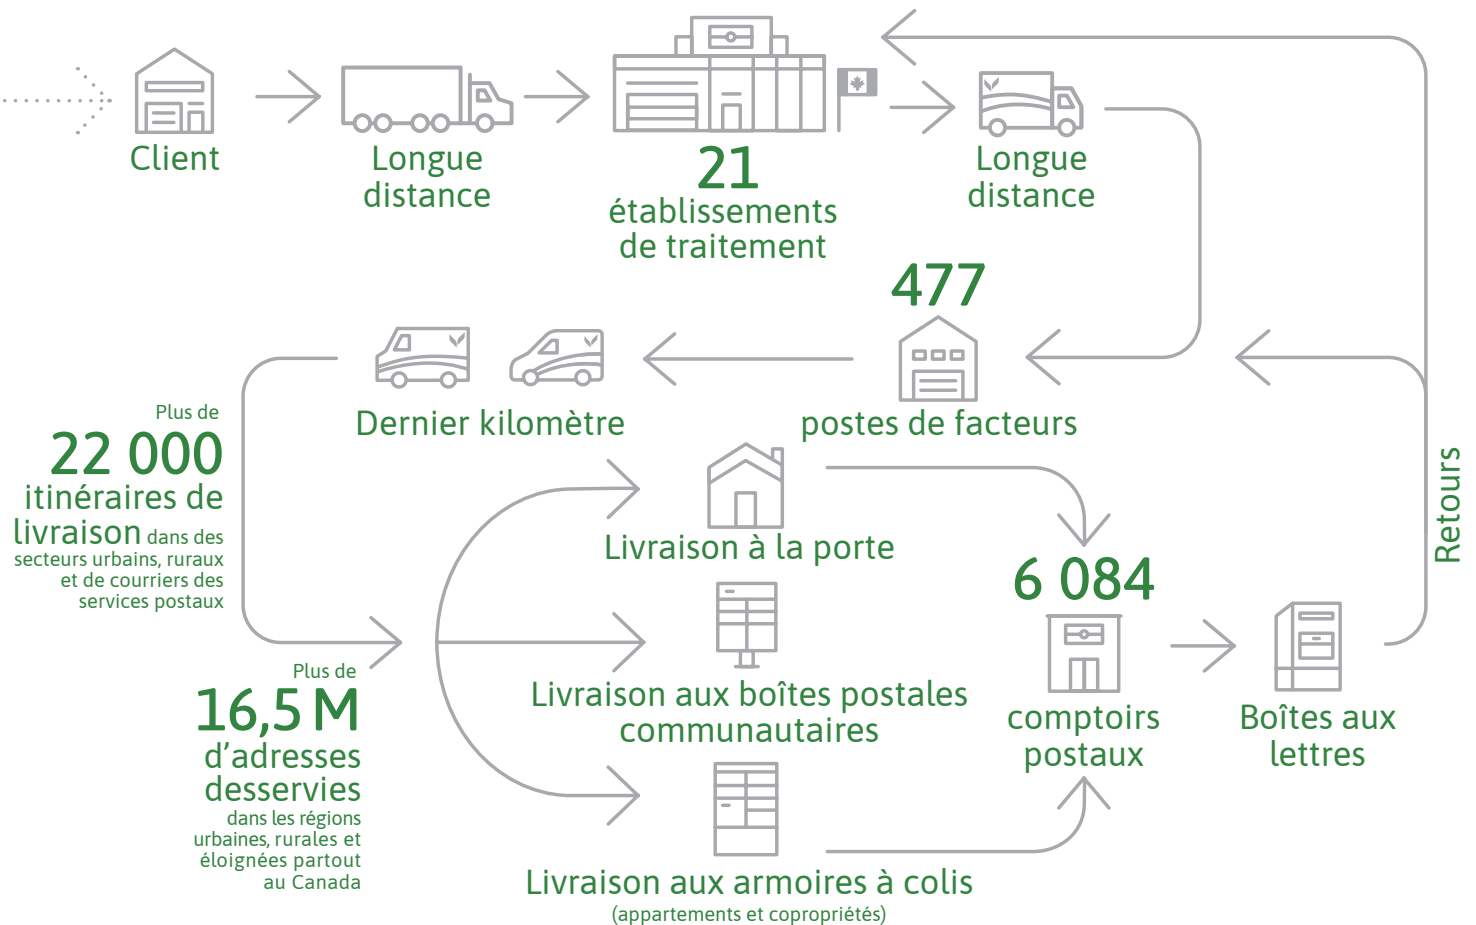 Client
Longue
distance
21
établissements
de traitement
Longue
distance
477
postes de facteurs
Dernier kilomètre
Plus de
22 000
itinéraires de
livraison dans des
secteurs urbains, ruraux
et de courriers des
services postaux
Plus de
16,5 M
d’adresses
desservies
dans les régions
urbaines, rurales et
éloignées partout
au Canada
Livraison à la porte
Livraison aux boîtes postales
communautaires
Livraison aux armoires à colis
(appartements et copropriétés)
6 084
comptoirs
postaux
Boîtes aux
lettres
Retours